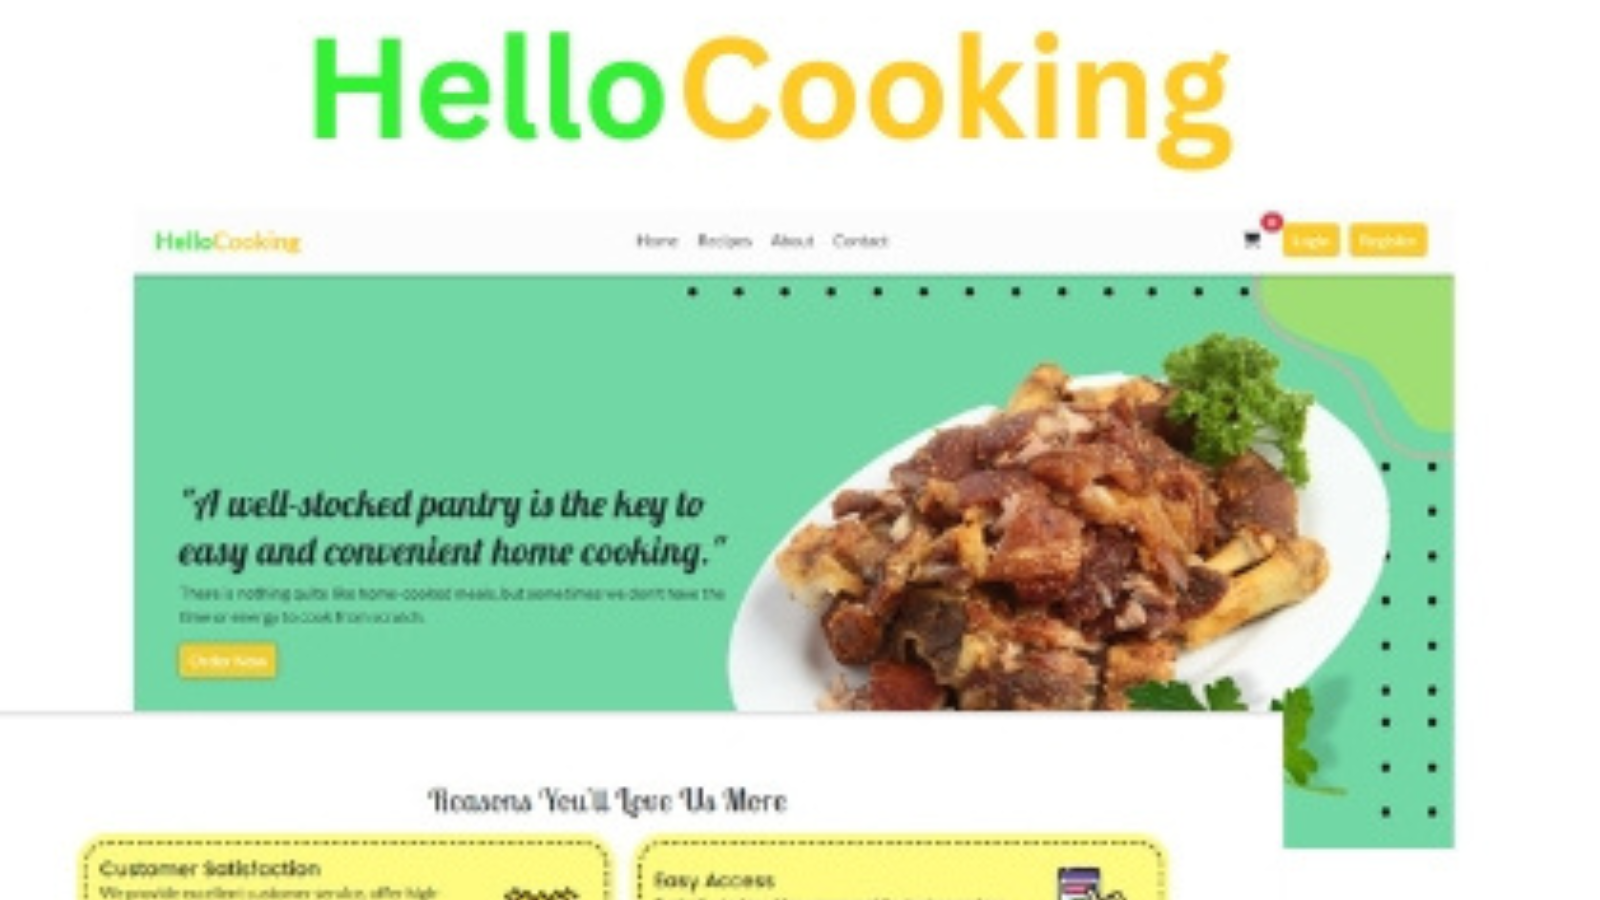 HelloCooking
HelloCooking
Home Recipes About Contact
Login Register
"A well-stocked pantry is the key to
easy and convenient home cooking."
There is nothing quite like home-cooked meals, but sometimes we don't have the
time or energy to cook from scratch.
Order Now
Reasons You'll Love Us More
Customer Satisfaction
We provide excellent customer service, offer high-
Easy Access